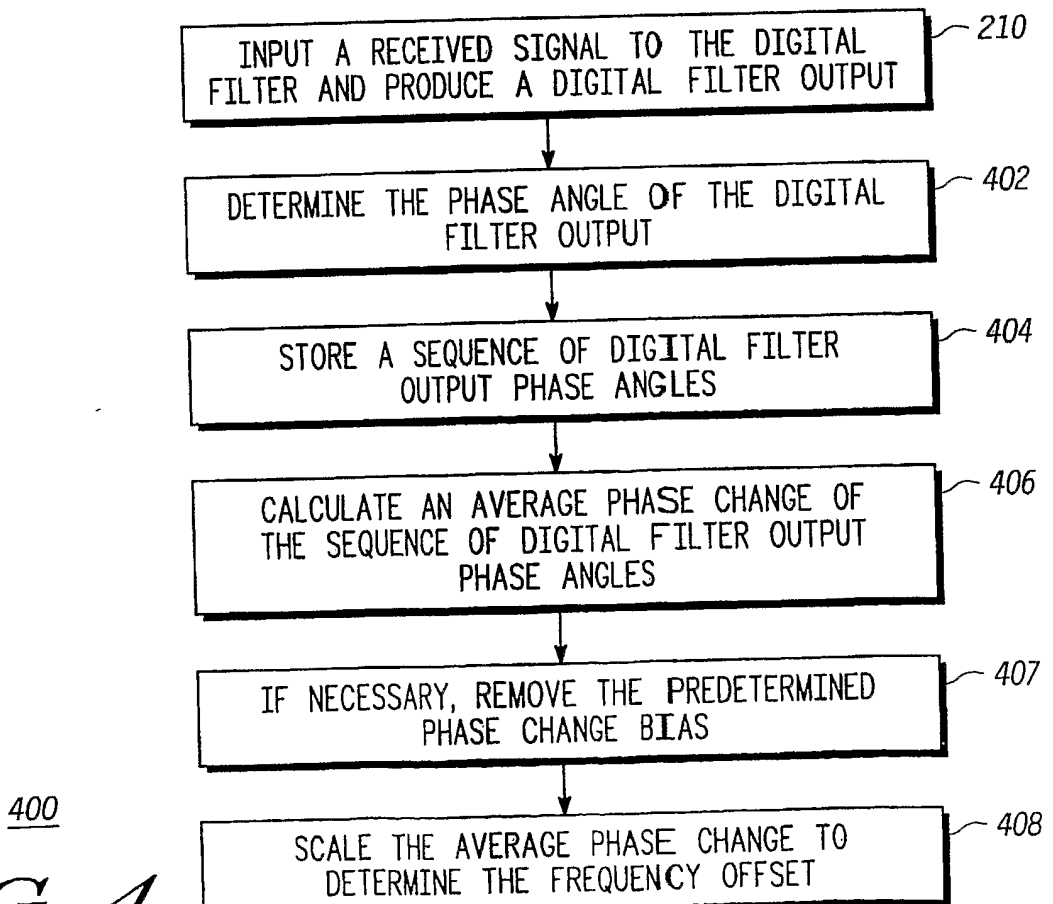 INPUT A RECEIVED SIGNAL TO THE DIGITAL
FILTER AND PRODUCE A DIGITAL FILTER OUTPUT
210
DETERMINE THE PHASE ANGLE OF THE DIGITAL
FILTER OUTPUT
402
STORE A SEQUENCE OF DIGITAL FILTER
OUTPUT PHASE ANGLES
404
CALCULATE AN AVERAGE PHASE CHANGE OF
THE SEQUENCE OF DIGITAL FILTER OUTPUT
PHASE ANGLES
406
IF NECESSARY, REMOVE THE PREDETERMINED
PHASE CHANGE BIAS
407
400
SCALE THE AVERAGE PHASE CHANGE TO
DETERMINE THE FREQUENCY OFFSET
408